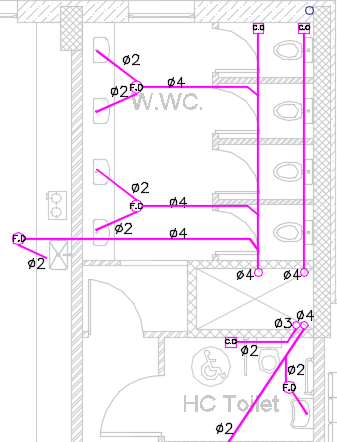 C.O C.O
Ø2
F.D Ø4
Ø2
W.WC.
Ø2
F.D Ø4
Ø2
F.D Ø4
Ø2
Ø4 Ø4
Ø3 Ø4
C.O
Ø2
Ø2
F.D
HC Toilet
Ø2